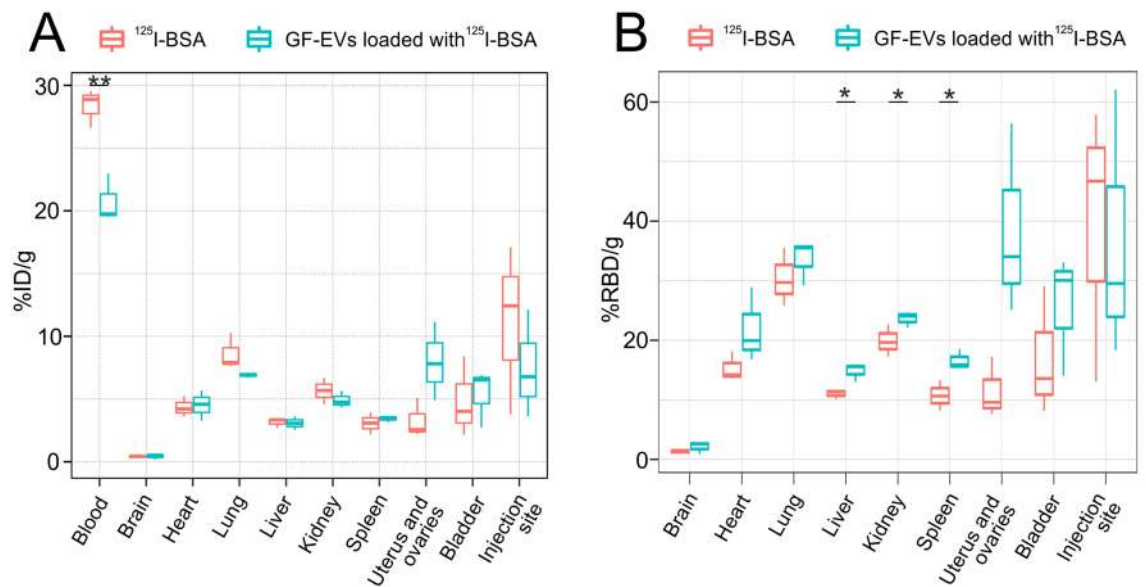 A
¹²⁵I-BSA
GF-EVs loaded with ¹²⁵I-BSA
**
30
20
10
0
%ID/g
Blood
Brain
Heart
Lung
Liver
Kidney
Spleen
Uterus and
ovaries
Bladder
Injection
site
B
¹²⁵I-BSA
GF-EVs loaded with ¹²⁵I-BSA
* * *
60
40
20
0
%RBD/g
Brain
Heart
Lung
Liver
Kidney
Spleen
Uterus and
ovaries
Bladder
Injection
site